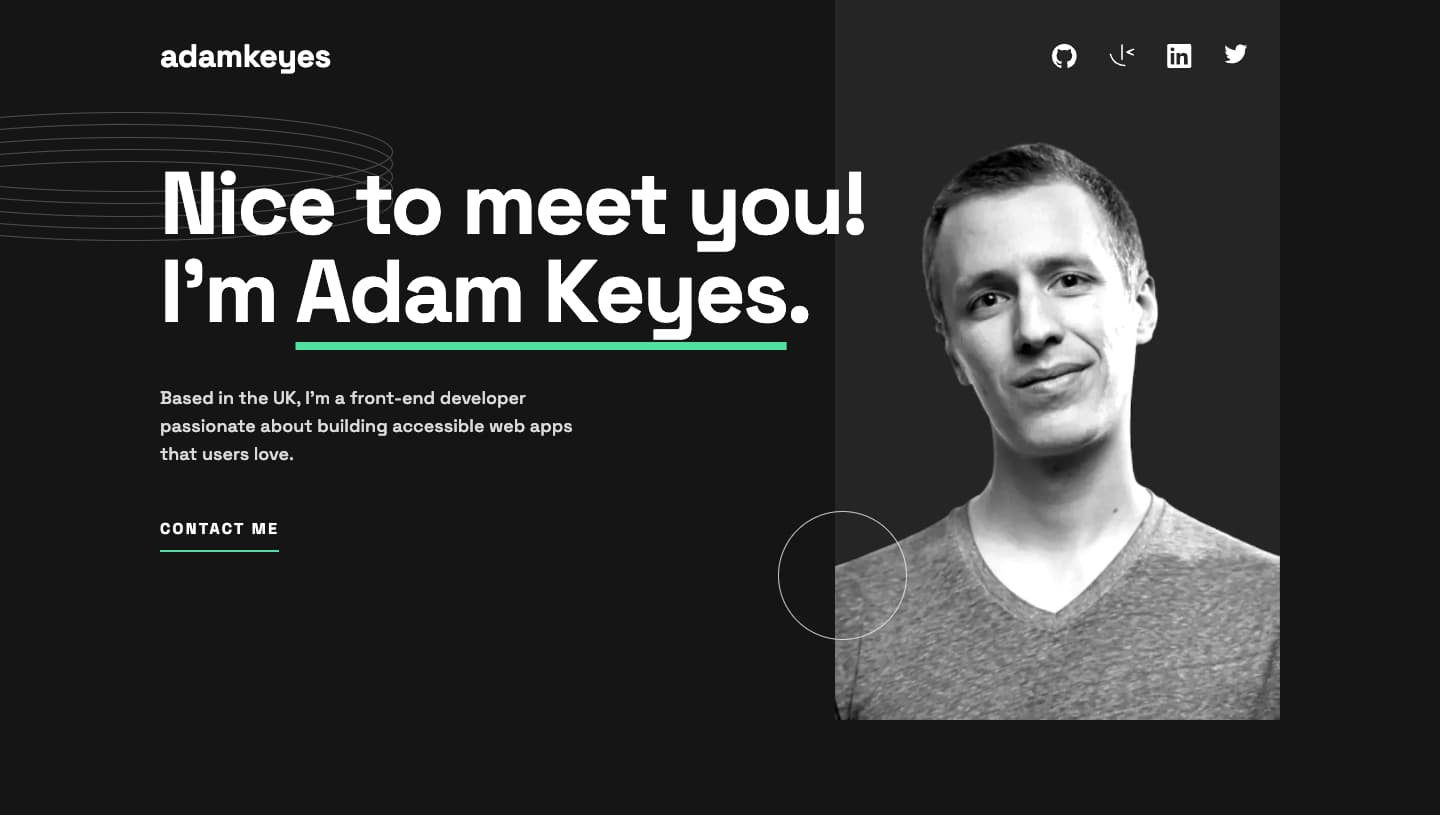 adamkeyes
Nice to meet you!
I’m Adam Keyes.
Based in the UK, I’m a front-end developer
passionate about building accessible web apps
that users love.
CONTACT ME